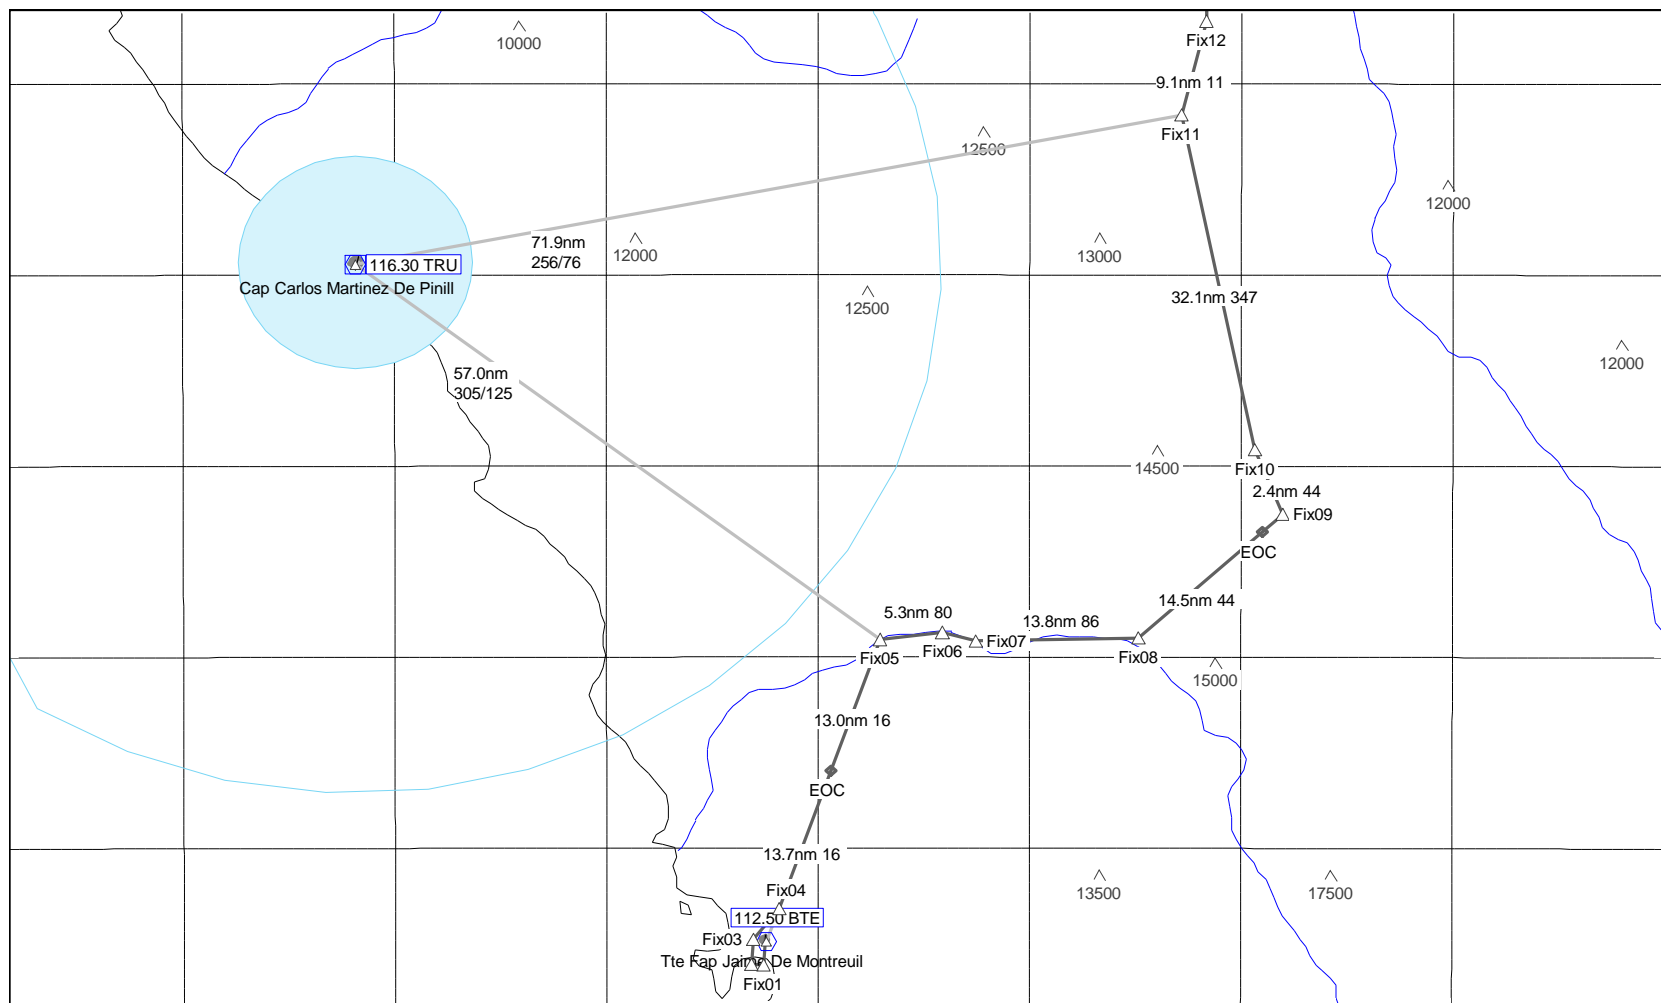 10000
Fix12
9.1nm 11
Fix11
12500
12000
71.9nm
256/76
12000
13000
116.30 TRU
Cap Carlos Martinez De Pinill
12500
32.1nm 347
12000
57.0nm
305/125
14500
Fix10
2.4nm 44
Fix09
EOC
14.5nm 44
5.3nm 80
13.8nm 86
Fix05
Fix06
Fix07
Fix08
15000
13.0nm 16
EOC
13.7nm 16
Fix04
13500
17500
112.50 BTE
Fix03
Tte Fap Jaime De Montreuil
Fix01